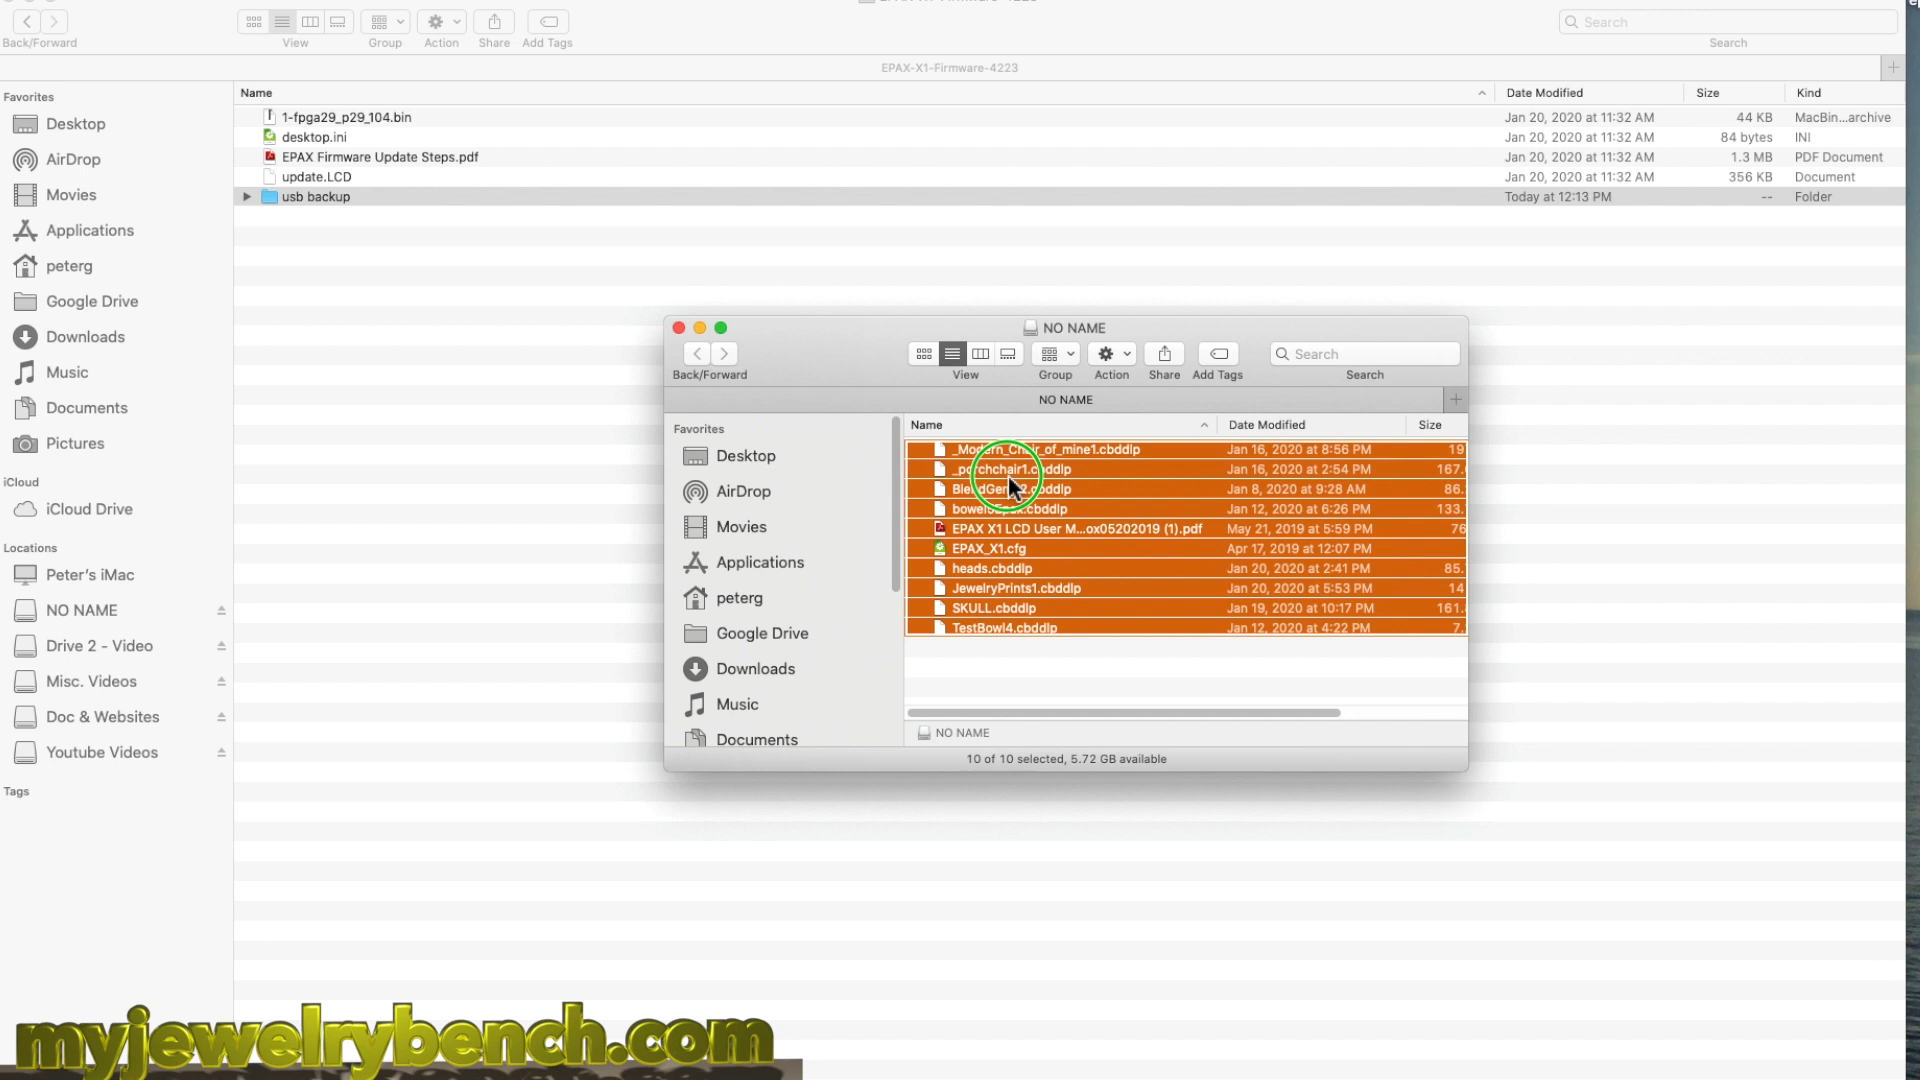 Back/Forward
View
Group
Action
Share
Add Tags
Search
Search
EPAX-X1-Firmware-4223
Favorites
Desktop
AirDrop
Movies
Applications
peterg
Google Drive
Downloads
Music
Documents
Pictures
iCloud
iCloud Drive
Locations
Peter's iMac
NO NAME
Drive 2 - Video
Misc. Videos
Doc & Websites
Youtube Videos
Tags
Name Date Modified Size Kind
1-fpga29_p29_104.bin Jan 20, 2020 at 11:32 AM 44 KB MacBin...archive
desktop.ini Jan 20, 2020 at 11:32 AM 84 bytes INI
EPAX Firmware Update Steps.pdf Jan 20, 2020 at 11:32 AM 1.3 MB PDF Document
update.LCD Jan 20, 2020 at 11:32 AM 356 KB Document
usb backup Today at 12:13 PM -- Folder
NO NAME
Back/Forward
View
Group
Action
Share
Add Tags
Search
Search
NO NAME
Favorites
Desktop
AirDrop
Movies
Applications
peterg
Google Drive
Downloads
Music
Documents
Name Date Modified Size
_Modern_Chair_of_mine1.cbddlp Jan 16, 2020 at 8:56 PM 19
_porchchair1.cbddlp Jan 16, 2020 at 2:54 PM 167.
Jan 8, 2020 at 9:28 AM 86.
Jan 12, 2020 at 6:26 PM 133.
EPAX X1 LCD User M...ox05202019 (1).pdf May 21, 2019 at 5:59 PM 76
EPAX_X1.cfg Apr 17, 2019 at 12:07 PM
heads.cbddlp Jan 20, 2020 at 2:41 PM 85.
JewelryPrints1.cbddlp Jan 20, 2020 at 5:53 PM 14
SKULL.cbddlp Jan 19, 2020 at 10:17 PM 161.
TestBowl4.cbddlp Jan 12, 2020 at 4:22 PM 7.
NO NAME
10 of 10 selected, 5.72 GB available
myjewelrybench.com